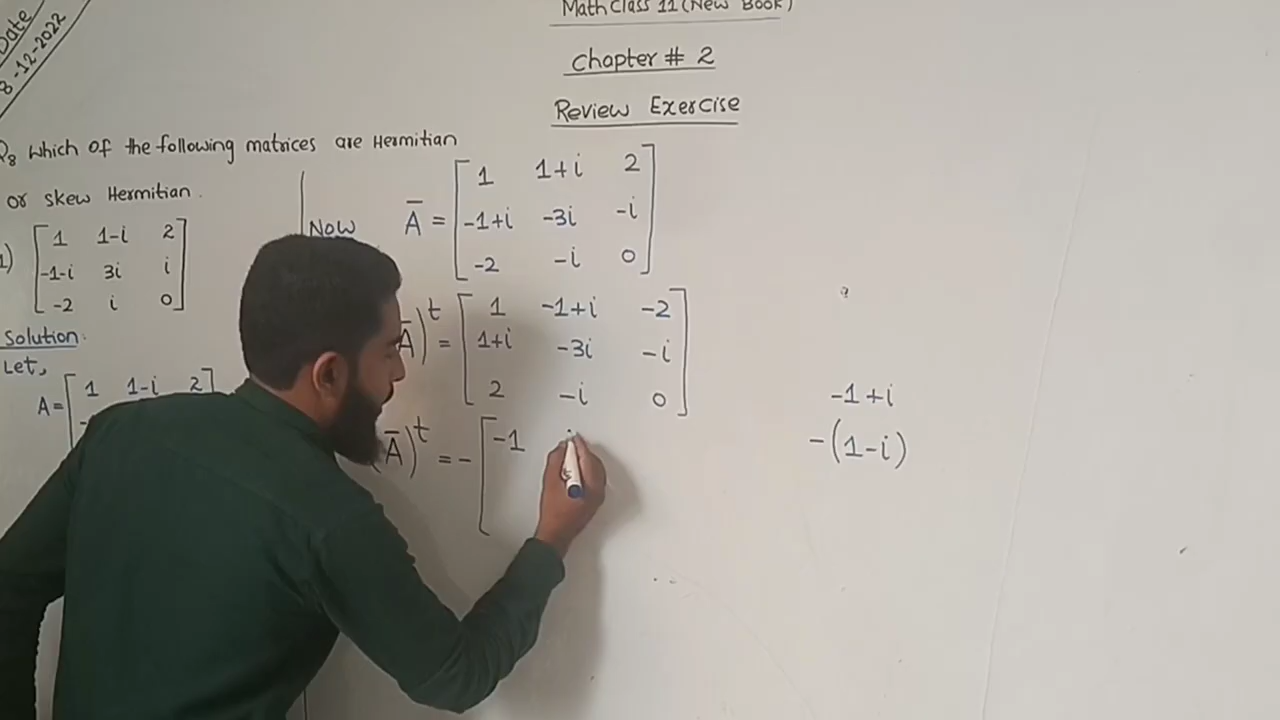 Date
8-12-2022
Math Class 11 (New Book)
Chapter # 2
Review Exercise
Q8 Which of the following matrices are Hermitian
or skew Hermitian.
1) [1 1-i 2
-1-i 3i i
-2 i 0]
Solution.
Let,
A = [1 1-i 2]
Now Ā = [1 1+i 2
-1+i -3i -i
-2 -i 0]
Ā)ᵗ = [1 -1+i -2
1+i -3i -i
2 -i 0]
(Ā)ᵗ = -[-1
-1+i
-(1-i)